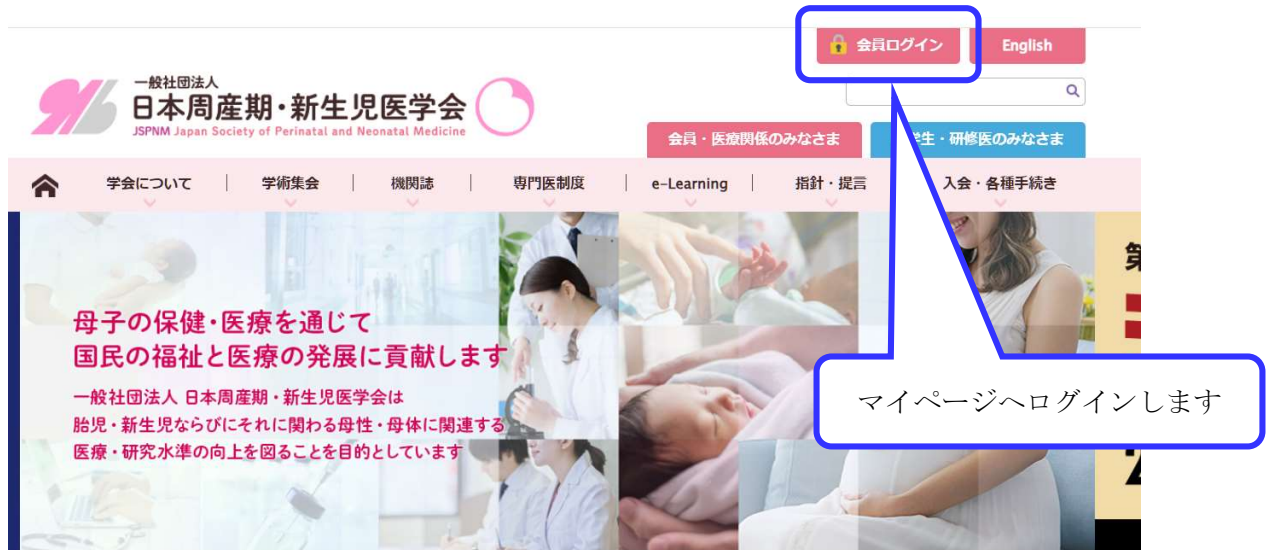 会員ログイン
English
一般社団法人
日本周産期・新生児医学会
JSPNM Japan Society of Perinatal and Neonatal Medicine
会員・医療関係のみなさま
生・研修医のみなさま
学会について
学術集会
機関誌
専門医制度
e-Learning
指針・提言
入会・各種手続き
母子の保健・医療を通じて
国民の福祉と医療の発展に貢献します
一般社団法人 日本周産期・新生児医学会は
胎児・新生児ならびにそれに関わる母性・母体に関連する
医療・研究水準の向上を図ることを目的としています
第
マイページへログインします